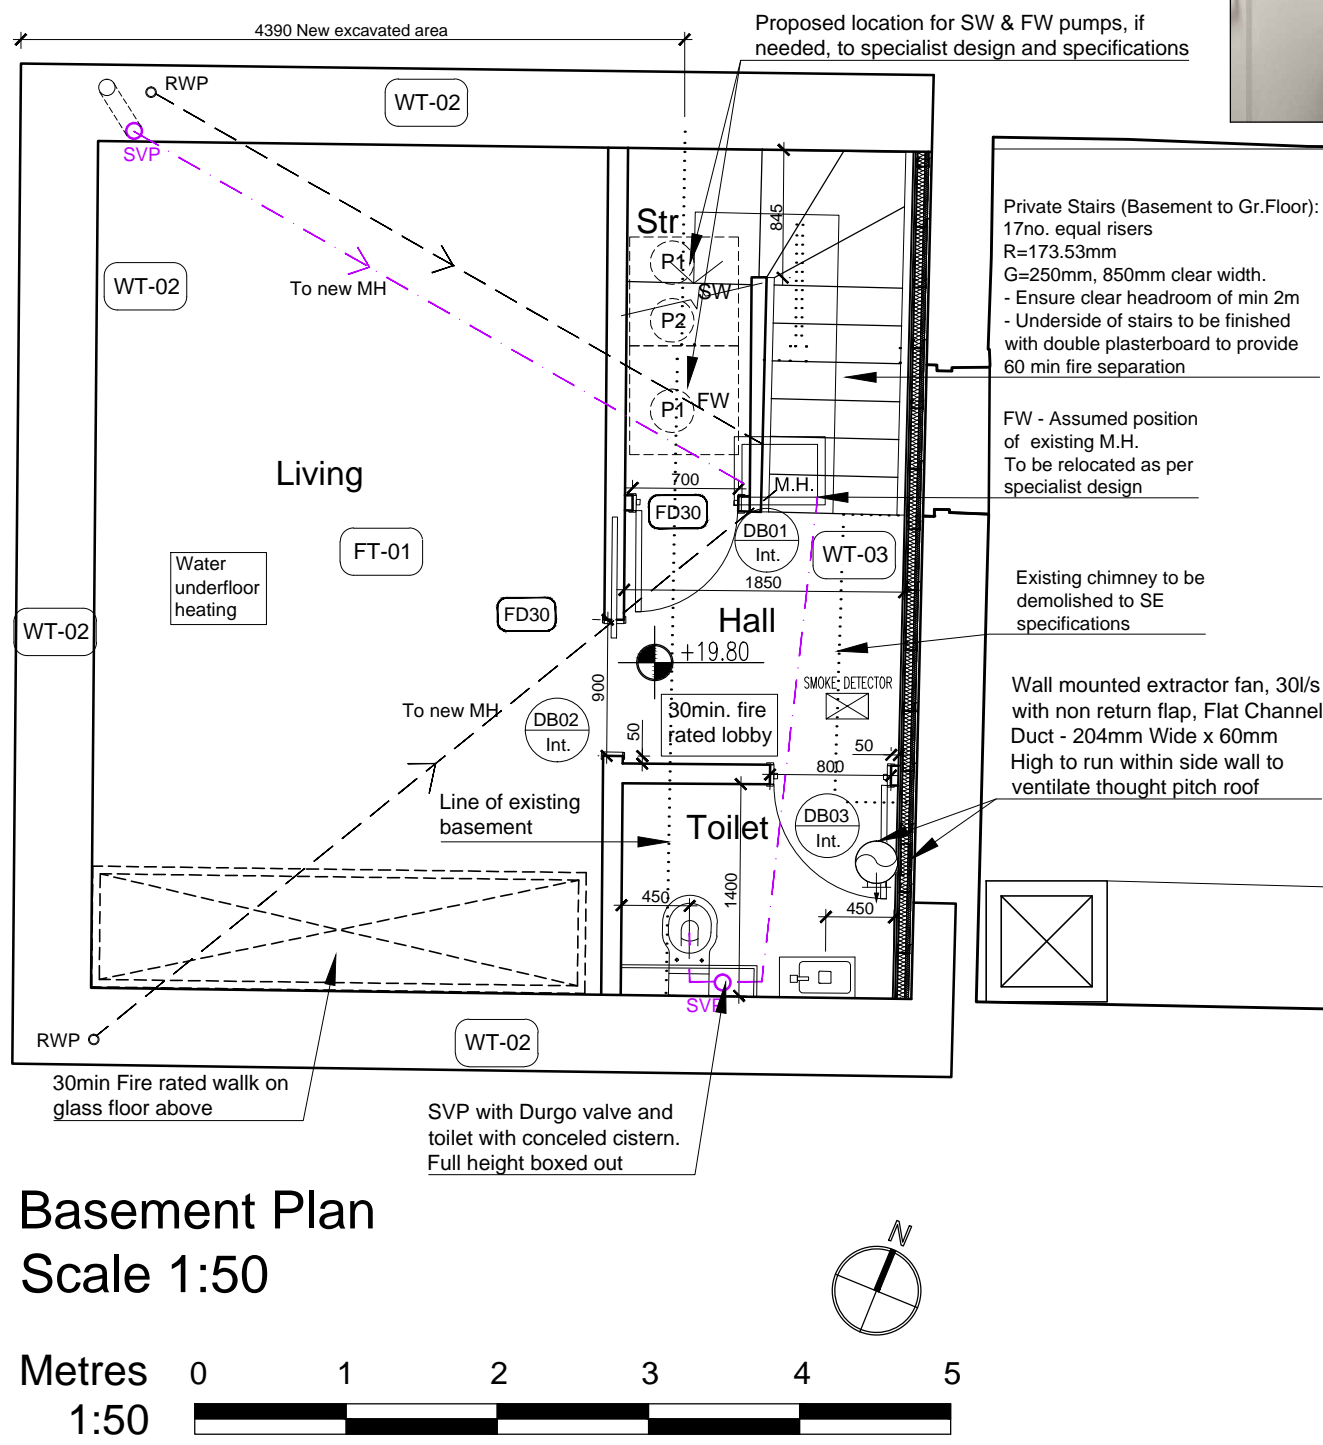 4390 New excavated area
Proposed location for SW & FW pumps, if
needed, to specialist design and specifications
RWP
WT-02
SVP
Str
845
P1
SW
P2
P1
FW
WT-02
To new MH
Private Stairs (Basement to Gr.Floor):
17no. equal risers
R=173.53mm
G=250mm, 850mm clear width.
- Ensure clear headroom of min 2m
- Underside of stairs to be finished
with double plasterboard to provide
60 min fire separation
FW - Assumed position
of existing M.H.
To be relocated as per
specialist design
Living
700
M.H.
FD30
DB01
Int.
WT-03
FT-01
Water
underfloor
heating
1850
FD30
Hall
WT-02
+19.80
Existing chimney to be
demolished to SE
specifications
SMOKE DETECTOR
900
To new MH
DB02
Int.
50
30min. fire
rated lobby
50
800
Wall mounted extractor fan, 30l/s
with non return flap, Flat Channel
Duct - 204mm Wide x 60mm
High to run within side wall to
ventilate thought pitch roof
Line of existing
basement
Toilet
DB03
Int.
450
1400
450
SVP
RWP
WT-02
30min Fire rated wallk on
glass floor above
SVP with Durgo valve and
toilet with conceled cistern.
Full height boxed out
Basement Plan
Scale 1:50
N
Metres 0 1 2 3 4 5
1:50